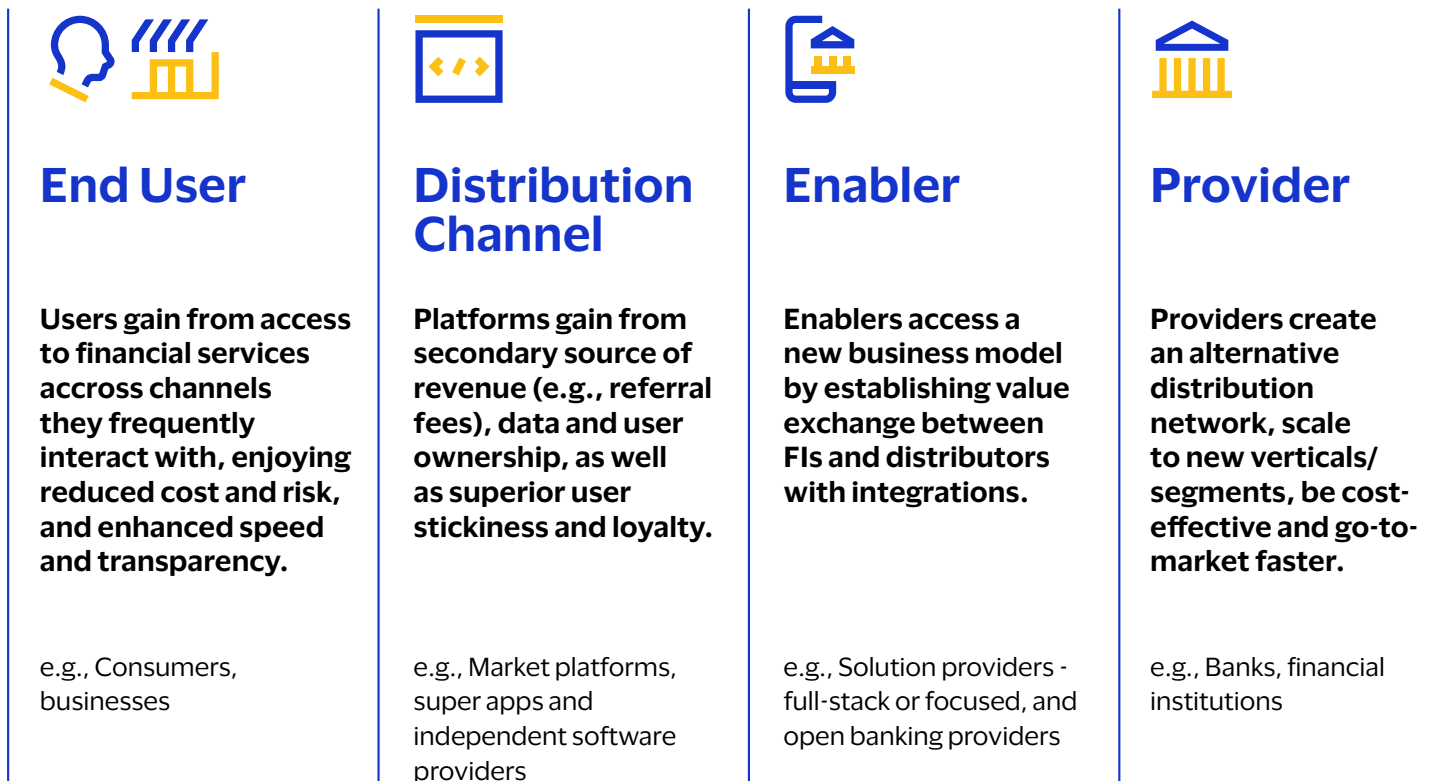 End User
Users gain from access
to financial services
accross channels
they frequently
interact with, enjoying
reduced cost and risk,
and enhanced speed
and transparency.
e.g., Consumers,
businesses
Distribution
Channel
Platforms gain from
secondary source of
revenue (e.g., referral
fees), data and user
ownership, as well
as superior user
stickiness and loyalty.
e.g., Market platforms,
super apps and
independent software
providers
Enabler
Enablers access a
new business model
by establishing value
exchange between
FIs and distributors
with integrations.
e.g., Solution providers -
full-stack or focused, and
open banking providers
Provider
Providers create
an alternative
distribution
network, scale
to new verticals/
segments, be cost-
effective and go-to-
market faster.
e.g., Banks, financial
institutions